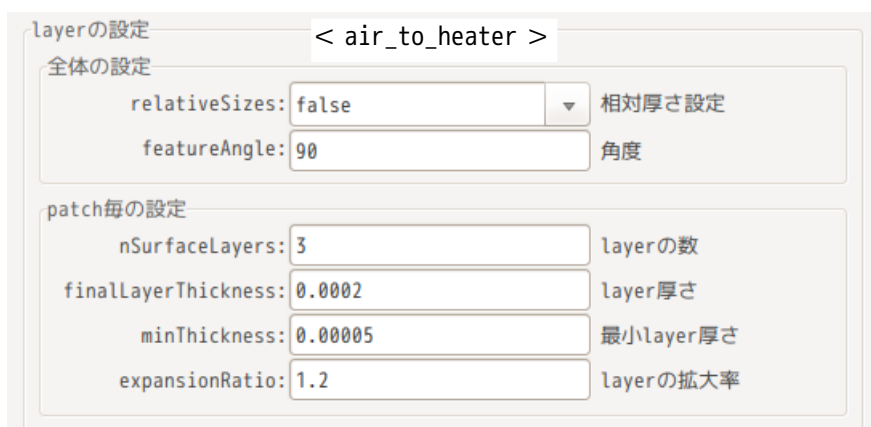 layerの設定
< air_to_heater >
全体の設定
relativeSizes: false 相対厚さ設定
featureAngle: 90 角度
patch毎の設定
nSurfaceLayers: 3 layerの数
finalLayerThickness: 0.0002 layer厚さ
minThickness: 0.00005 最小layer厚さ
expansionRatio: 1.2 layerの拡大率